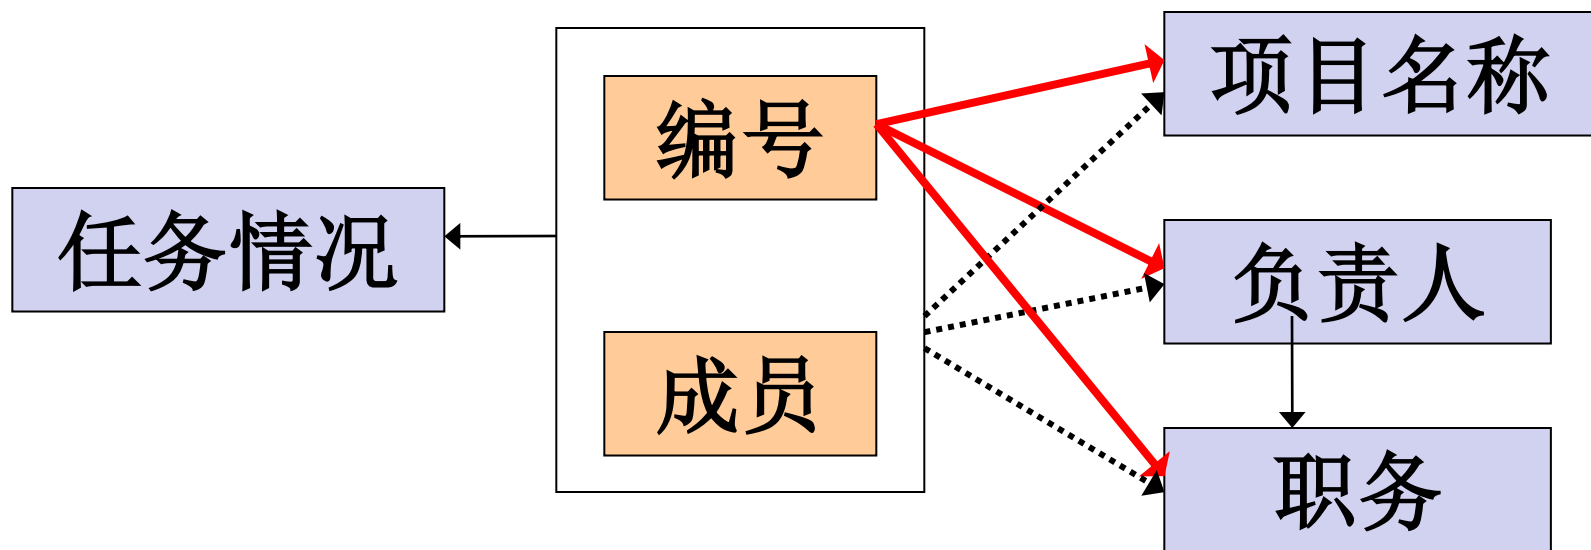 项目名称
编号
任务情况
负责人
成员
职务